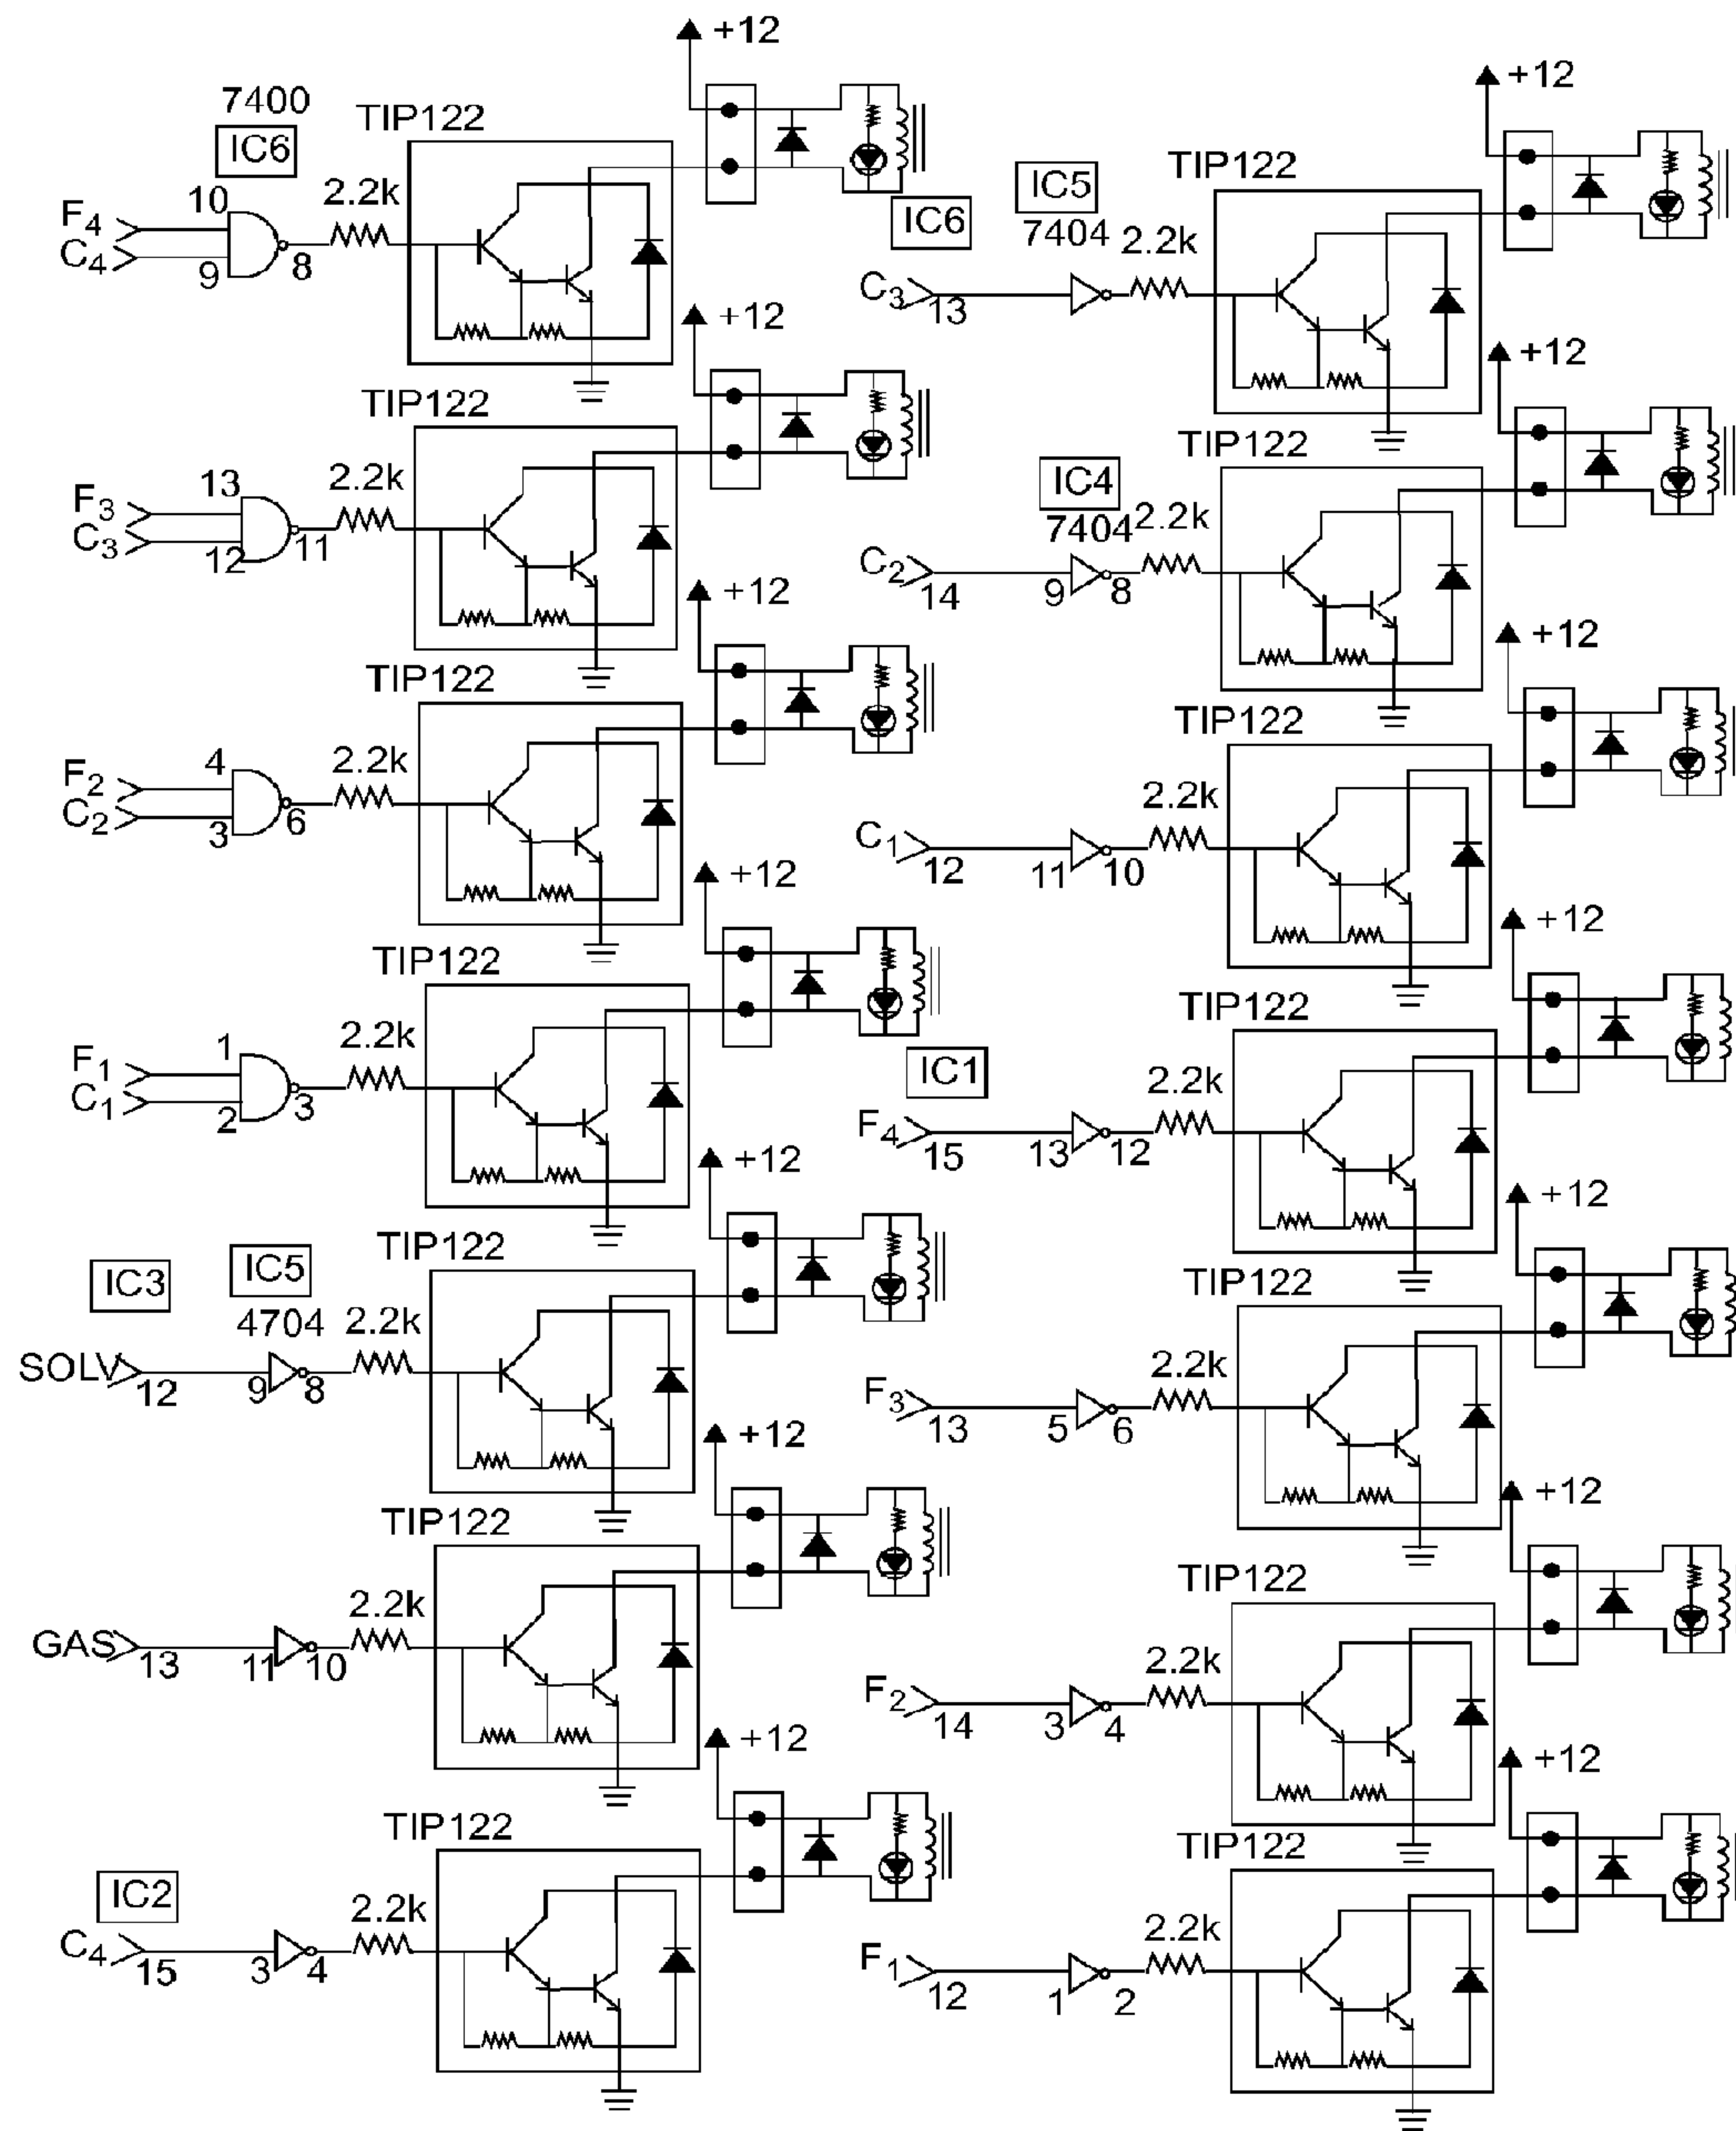 +12
7400
IC6
TIP122
10
2.2k
F4
C4
9
8
+12
TIP122
13
2.2k
F3
C3
12
11
+12
TIP122
4
2.2k
F2
C2
3
6
+12
TIP122
1
2.2k
F1
C1
2
3
+12
TIP122
IC3
IC5
4704
2.2k
SOLV
12
9
8
+12
TIP122
2.2k
GAS
13
11
10
+12
TIP122
IC2
2.2k
C4
15
3
4
+12
TIP122
IC6
IC5
7404
2.2k
C3
13
+12
TIP122
IC4
7404
2.2k
C2
14
9
8
+12
TIP122
2.2k
C1
12
11
10
+12
TIP122
IC1
2.2k
F4
15
13
12
+12
TIP122
2.2k
F3
13
5
6
+12
TIP122
2.2k
F2
14
3
4
+12
TIP122
2.2k
F1
12
1
2